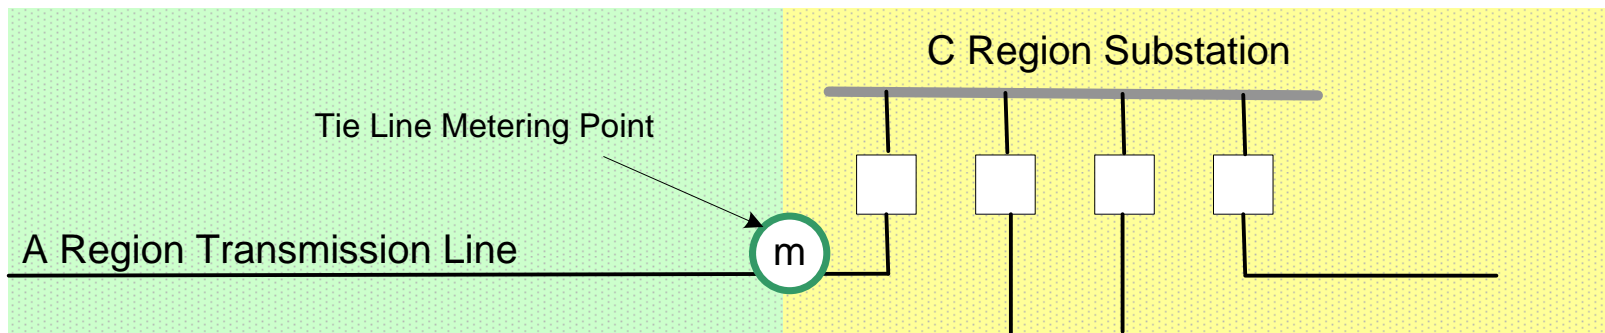 C Region Substation
Tie Line Metering Point
A Region Transmission Line
m